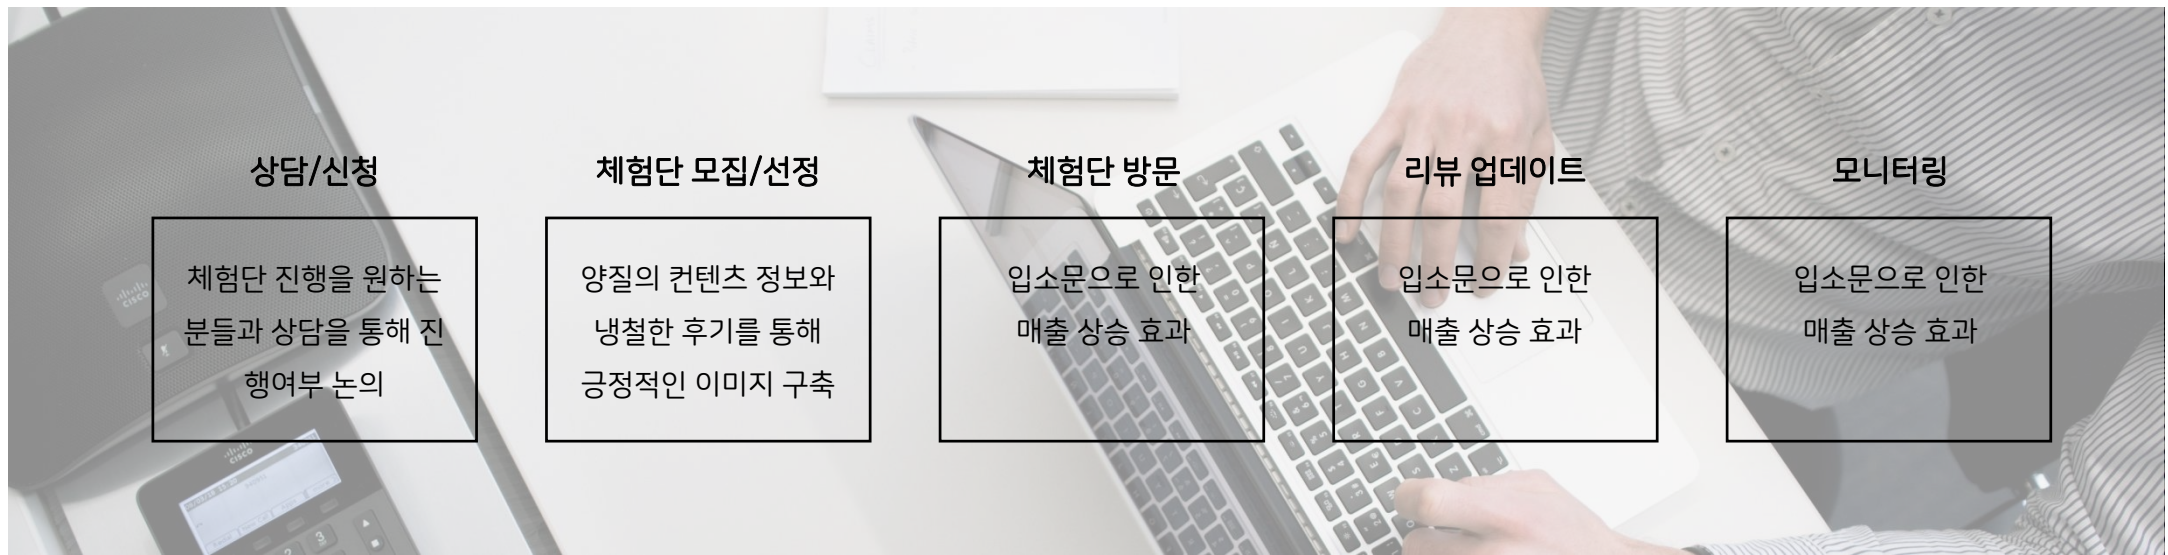 상담/신청
체험단 진행을 원하는
분들과 상담을 통해 진
행여부 논의
체험단 모집/선정
양질의 컨텐츠 정보와
냉철한 후기를 통해
긍정적인 이미지 구축
체험단 방문
입소문으로 인한
매출 상승 효과
리뷰 업데이트
입소문으로 인한
매출 상승 효과
모니터링
입소문으로 인한
매출 상승 효과
CISCO
CISCO